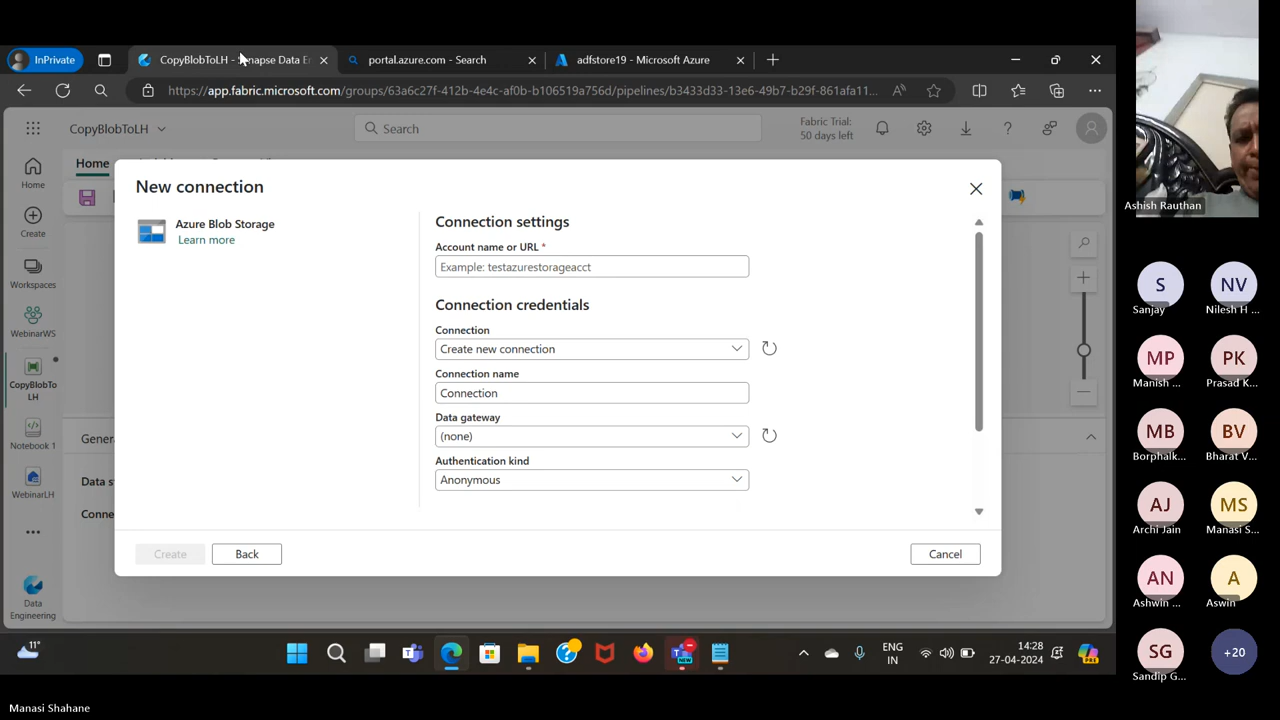 InPrivate
CopyBlobToLH - Synapse Data E
portal.azure.com - Search
adfstore19 - Microsoft Azure
https://app.fabric.microsoft.com/groups/63a6c27f-412b-4e4c-af0b-b106519a756d/pipelines/b3433d33-13e6-49b7-b29f-861afa11...
CopyBlobToLH
Search
Fabric Trial:
50 days left
Home
Home
Create
Workspaces
WebinarWS
CopyBlobTo
LH
Notebook 1
WebinarLH
Data
Engineering
Gener
Data s
Conne
New connection
Azure Blob Storage
Learn more
Connection settings
Account name or URL *
Example: testazurestorageacct
Connection credentials
Connection
Create new connection
Connection name
Connection
Data gateway
(none)
Authentication kind
Anonymous
Create
Back
Cancel
11°
ENG
IN
14:28
27-04-2024
PRE
NEW
Manasi Shahane
Ashish Rauthan
S
Sanjay
NV
Nilesh H ...
MP
Manish ...
PK
Prasad K...
MB
Borphalk...
BV
Bharat V...
AJ
Archi Jain
MS
Manasi S...
AN
Ashwin ...
A
Aswin
SG
Sandip G...
+20